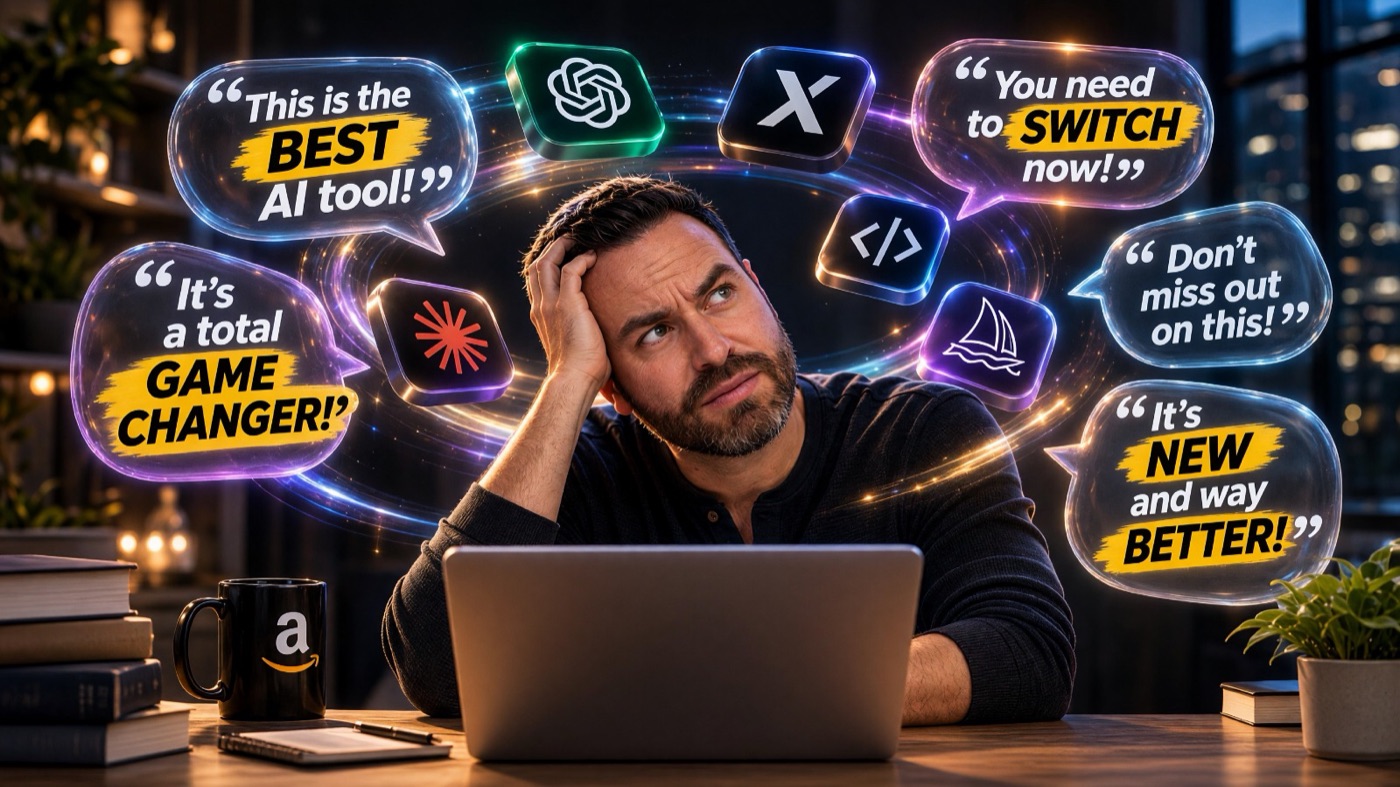 “This is the
BEST
AI tool!”
“It’s
a total
GAME
CHANGER!”
“You need
to SWITCH
now!”
“Don’t
miss out
on this!”
“It’s
NEW
and way
BETTER!”
X
</>
a